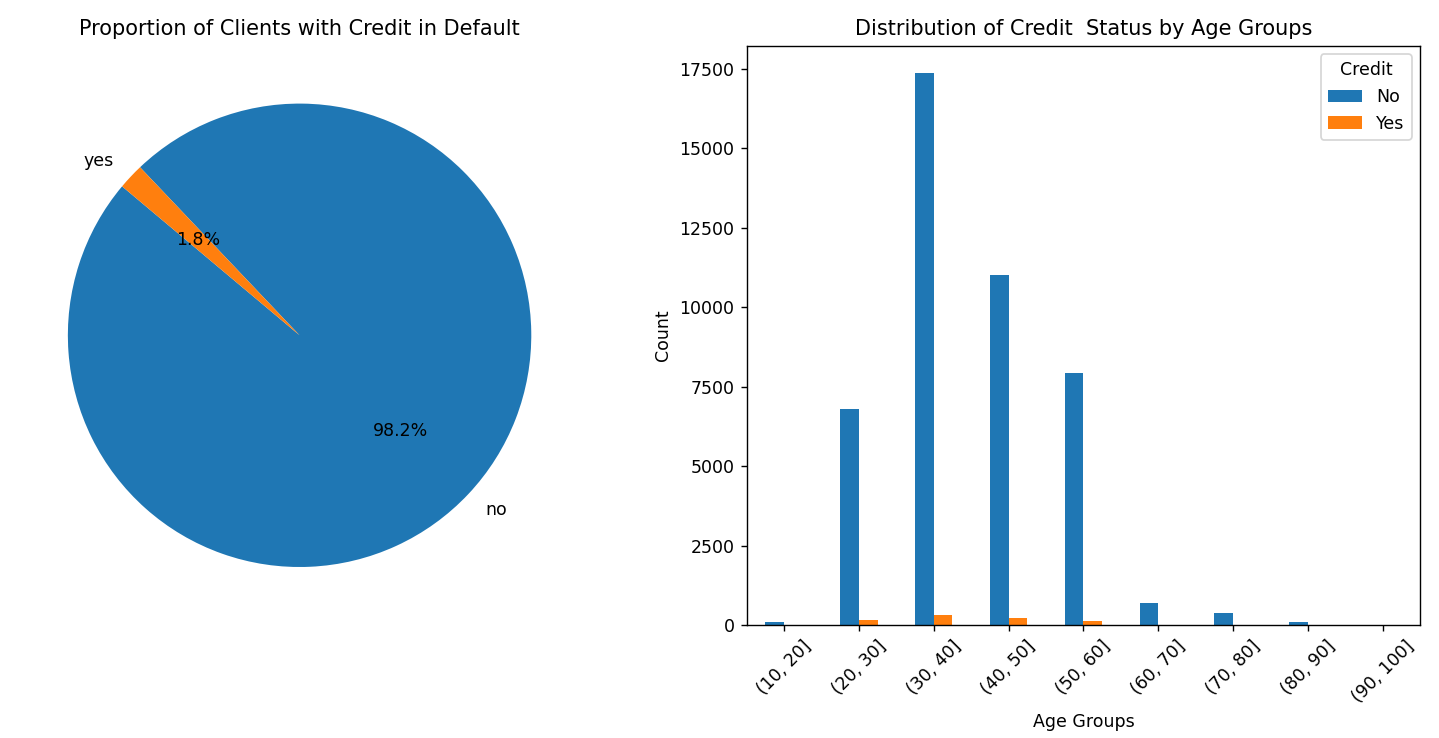 Proportion of Clients with Credit in Default
yes
1.8%
98.2%
no
Distribution of Credit  Status by Age Groups
Credit
No
Yes
17500
15000
12500
10000
7500
5000
2500
0
Count
(10, 20]
(20, 30]
(30, 40]
(40, 50]
(50, 60]
(60, 70]
(70, 80]
(80, 90]
(90, 100]
Age Groups